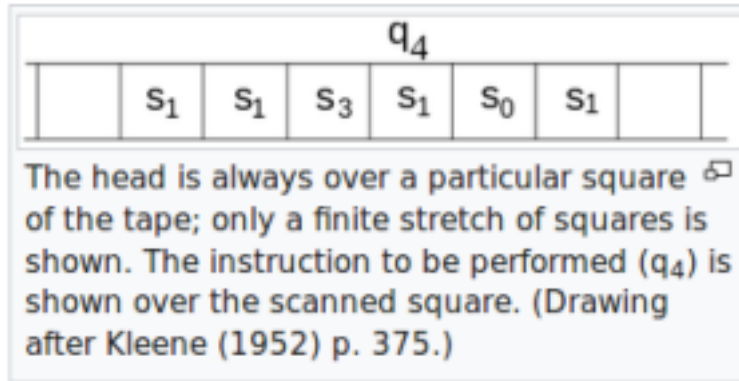 q₄
s₁ s₁ s₃ s₁ s₀ s₁
The head is always over a particular square
of the tape; only a finite stretch of squares is
shown. The instruction to be performed (q₄) is
shown over the scanned square. (Drawing
after Kleene (1952) p. 375.)